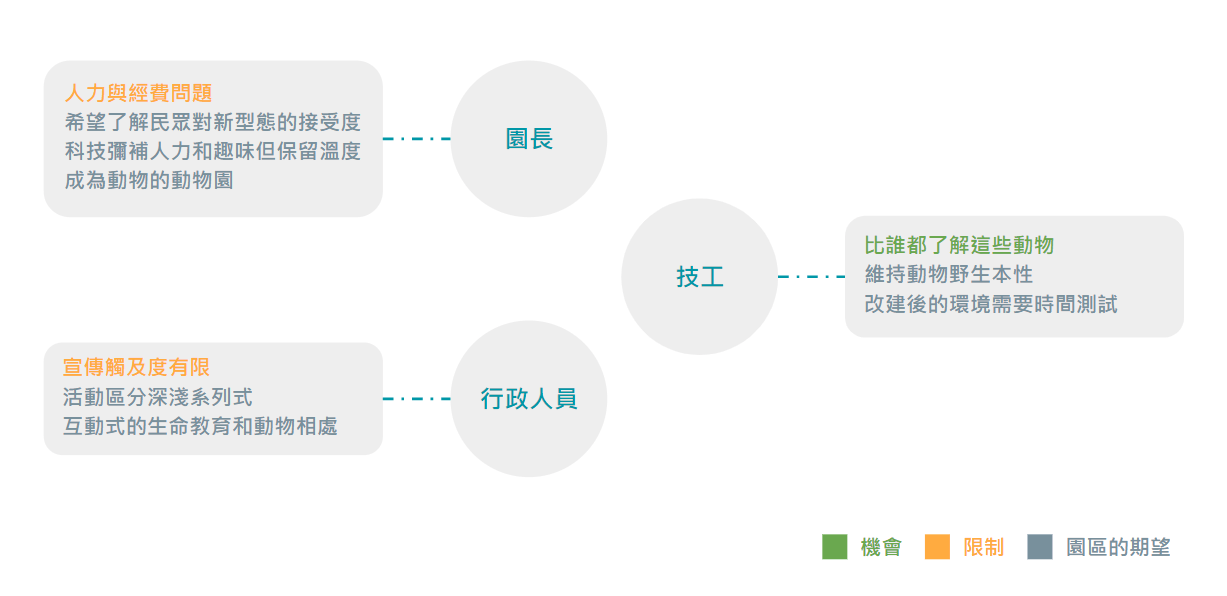 人力與經費問題
希望了解民眾對新型態的接受度
科技彌補人力和趣味但保留溫度
成為動物的動物園
園長
技工
比誰都了解這些動物
維持動物野生本性
改建後的環境需要時間測試
宣傳觸及度有限
活動區分深淺系列式
互動式的生命教育和動物相處
行政人員
機會
限制
園區的期望